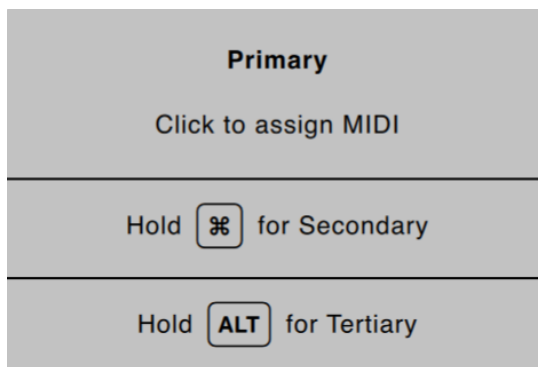 Primary
Click to assign MIDI
Hold ⌘ for Secondary
Hold ALT for Tertiary